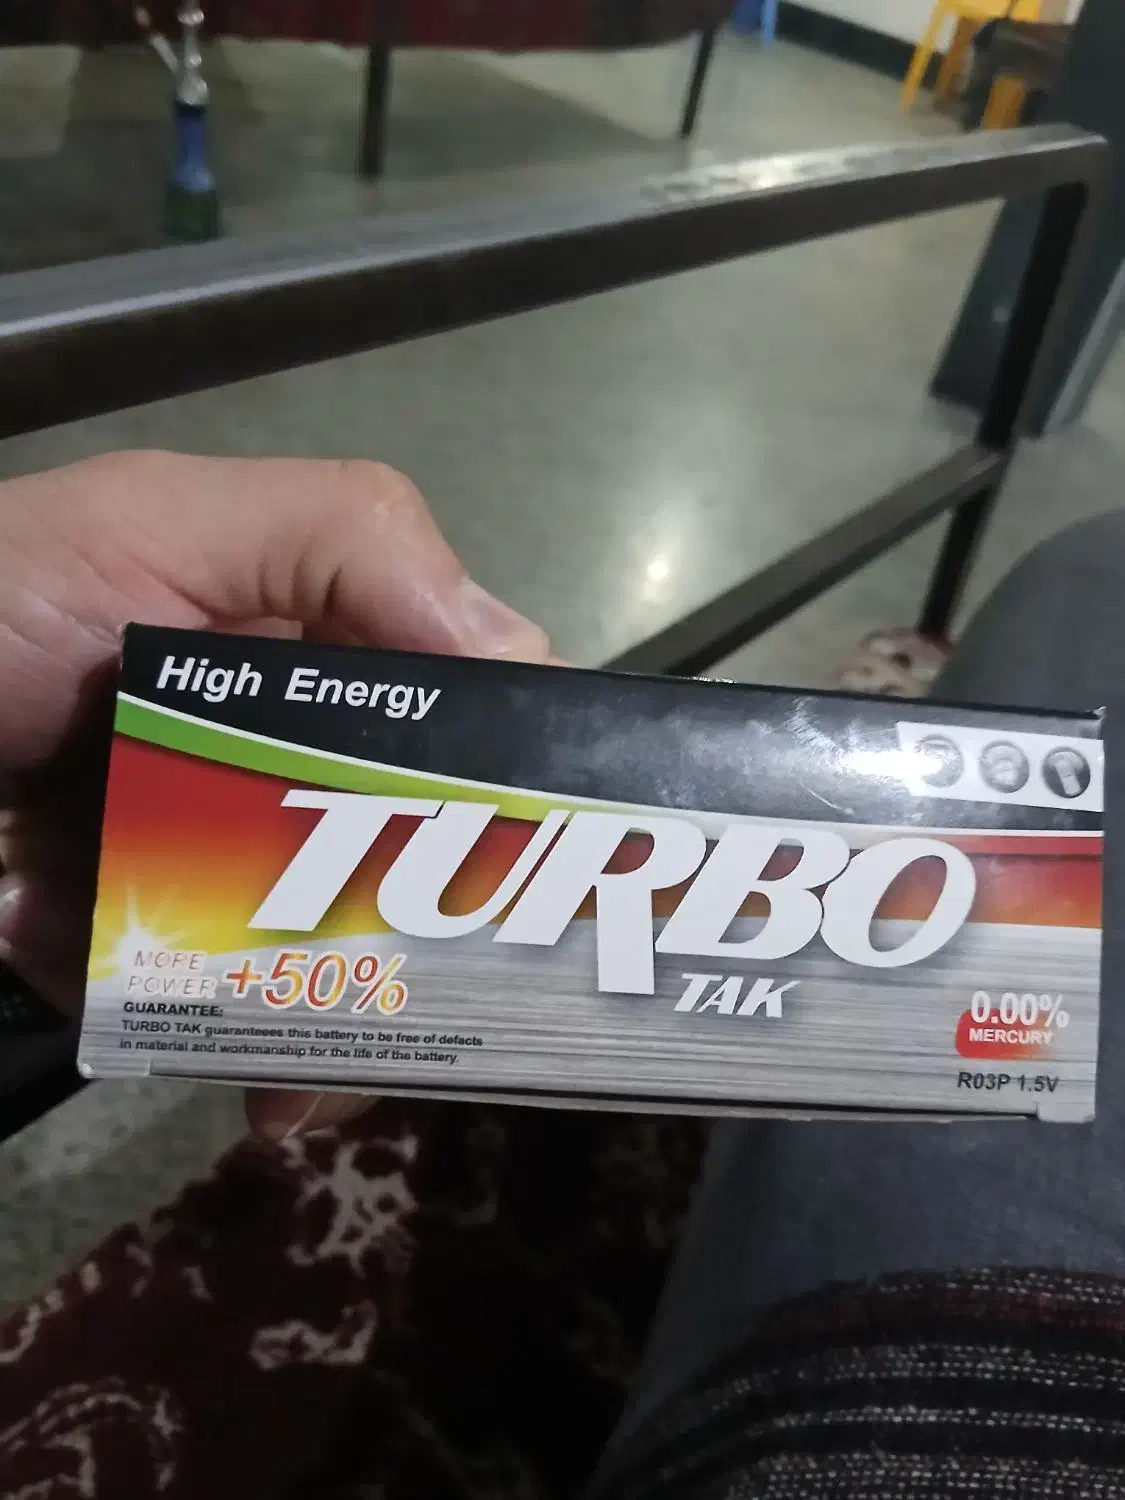 High Energy
TURBO
TAK
MORE
POWER
+50%
GUARANTEE:
TURBO TAK guaranteees this battery to be free of defects
in material and workmanship for the life of the battery.
0.00%
MERCURY
R03P 1.5V